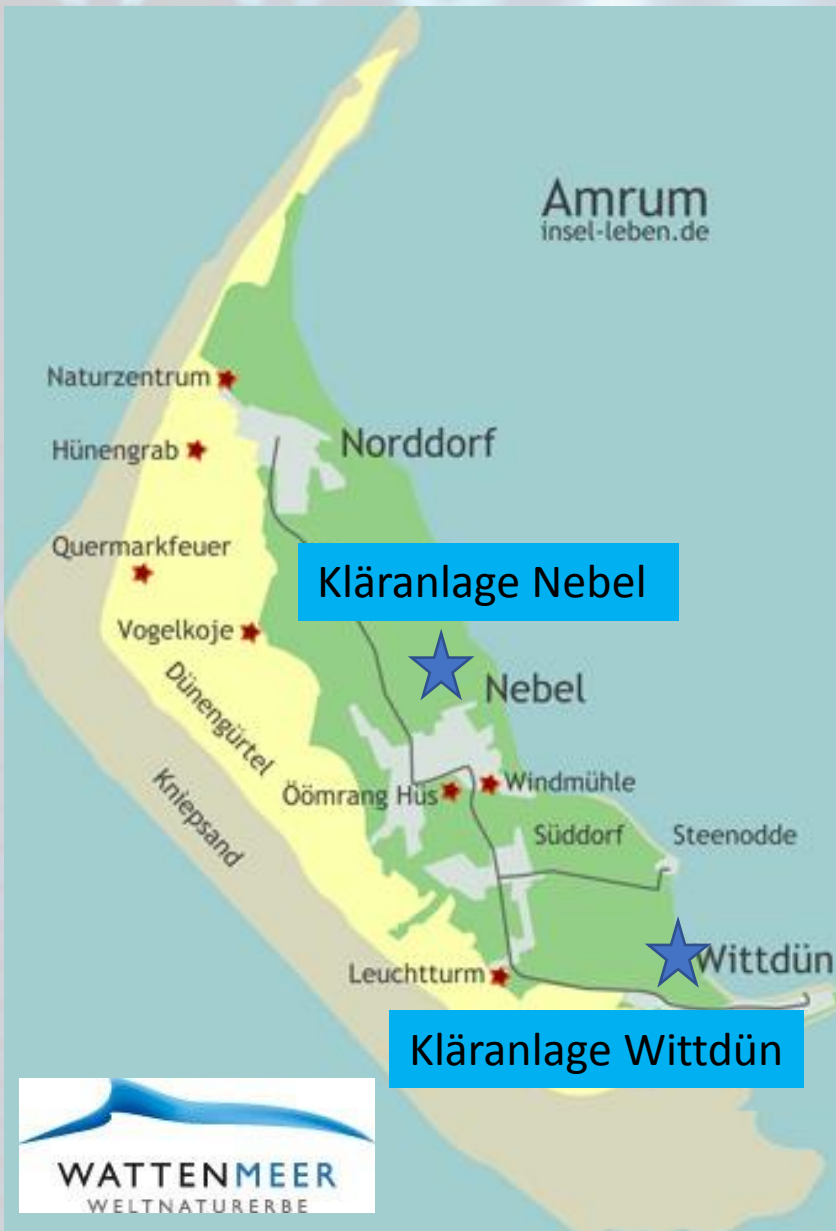 Amrum
insel-leben.de
Naturzentrum
Norddorf
Hünengrab
Quermarkfeuer
Kläranlage Nebel
Vogelkoje
Nebel
Dünengürtel
Kniepsand
Öömrang Hüs
Windmühle
Süddorf
Steenodde
Wittdün
Leuchtturm
Kläranlage Wittdün
WATTENMEER
WELTNATURERBE